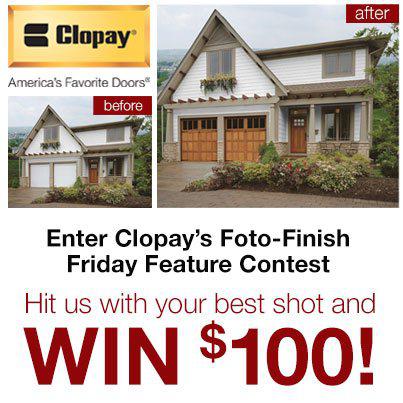 Clopay®
America's Favorite Doors®
before
after
Enter Clopay's Foto-Finish
Friday Feature Contest
Hit us with your best shot and
WIN $100!